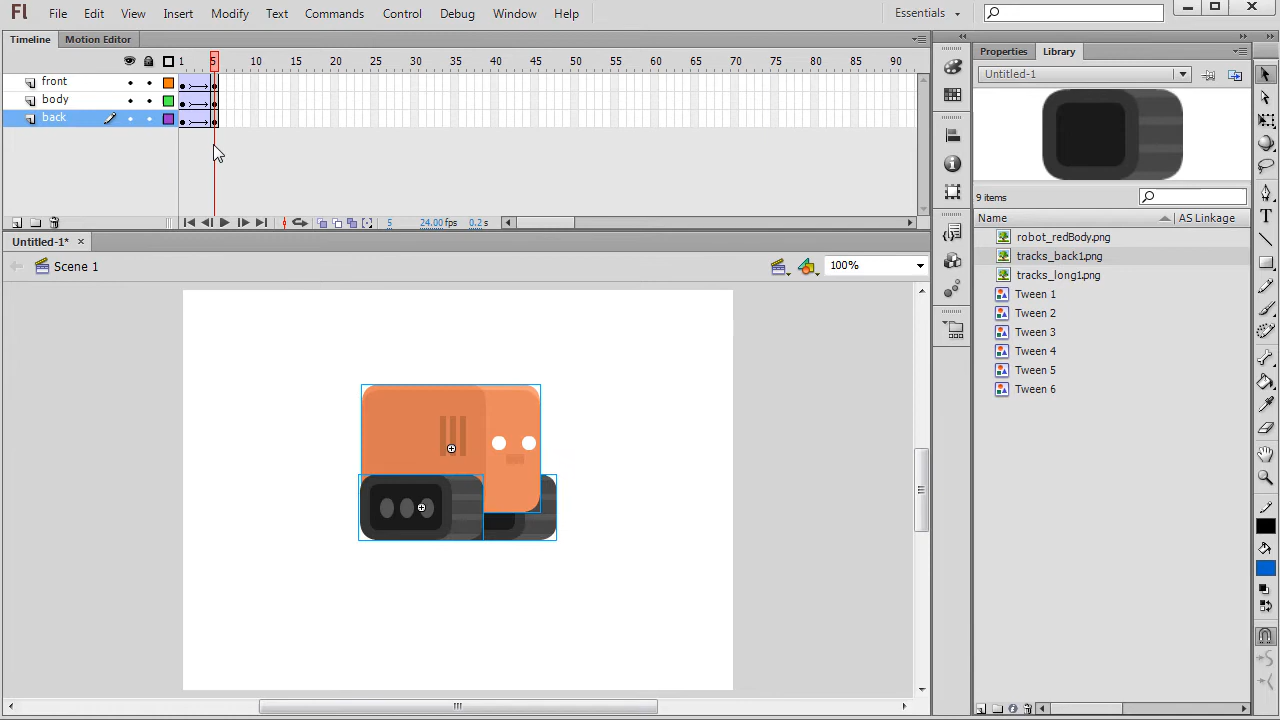 Fl File Edit View Insert Modify Text Commands Control Debug Window Help Essentials
Timeline Motion Editor
Properties Library
1 5 10 15 20 25 30 35 40 45 50 55 60 65 70 75 80 85 90
Untitled-1
front
body
back
9 items
Name AS Linkage
5 24.00 fps 0.2 s
robot_redBody.png
Untitled-1*
tracks_back1.png
Scene 1 100%
tracks_long1.png
Tween 1
Tween 2
Tween 3
Tween 4
Tween 5
Tween 6